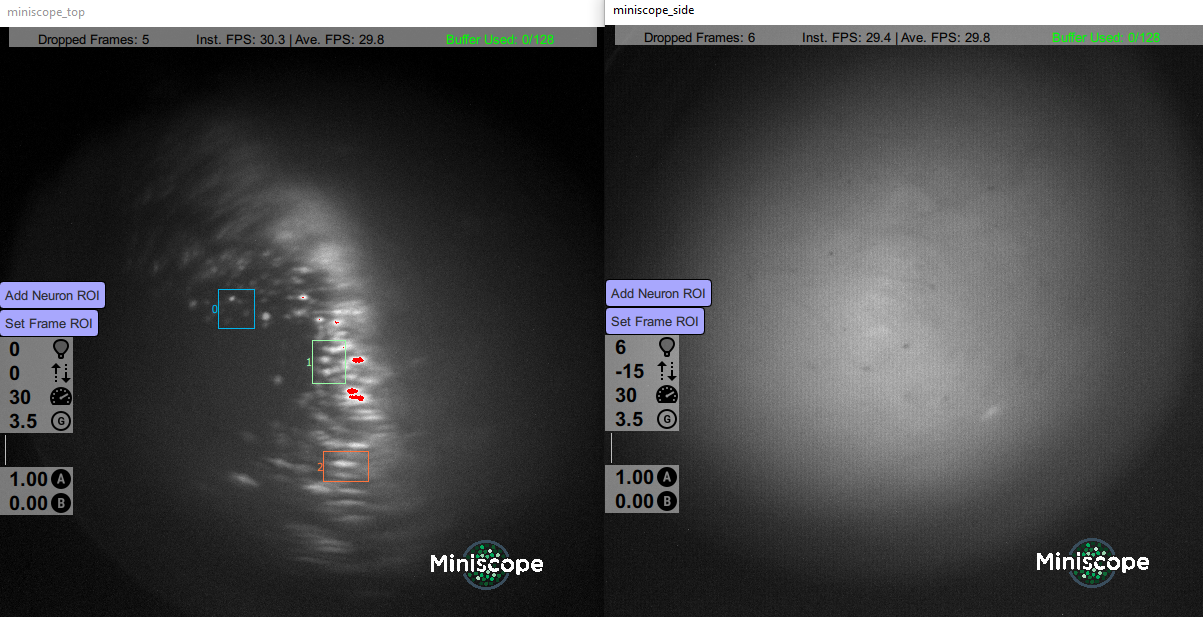 miniscope_top
Dropped Frames: 5 Inst. FPS: 30.3 | Ave. FPS: 29.8 Buffer Used: 0/128
0
1
2
Add Neuron ROI
Set Frame ROI
0
0
30
3.5 G
1.00 A
0.00 B
Miniscope
miniscope_side
Dropped Frames: 6 Inst. FPS: 29.4 | Ave. FPS: 29.8 Buffer Used: 0/128
Add Neuron ROI
Set Frame ROI
6
-15
30
3.5 G
1.00 A
0.00 B
Miniscope